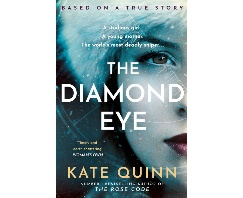 BASED ON A TRUE STORY
A studious girl.
A young mother.
The world's most deadly sniper...
THE
DIAMOND
EYE
KATE QUINN
THE ROSE CODE